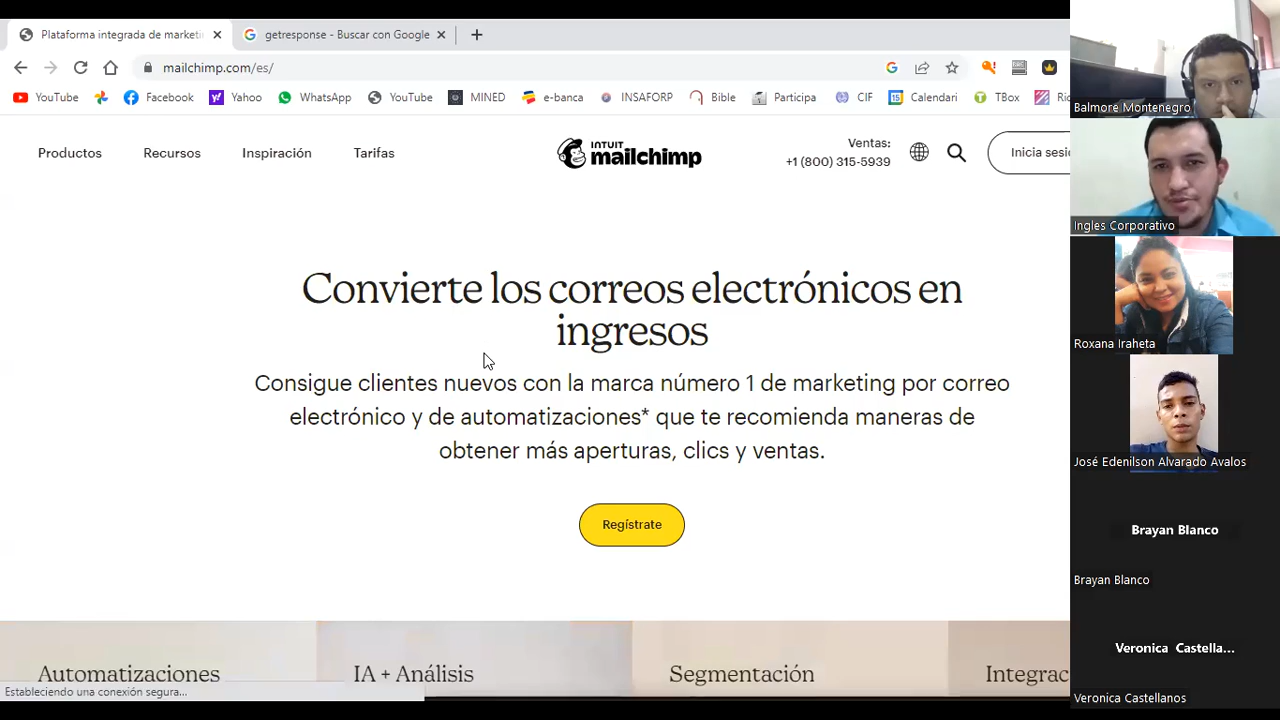 Plataforma integrada de marketi
getresponse - Buscar con Google
mailchimp.com/es/
YouTube
Facebook
Yahoo
WhatsApp
YouTube
MINED
e-banca
INSAFORP
Bible
Participa
CIF
Calendari
TBox
Ric
Productos
Recursos
Inspiración
Tarifas
INTUIT
mailchimp
Ventas:
+1 (800) 315-5939
Inicia sesió
Convierte los correos electrónicos en
ingresos
Consigue clientes nuevos con la marca número 1 de marketing por correo
electrónico y de automatizaciones* que te recomienda maneras de
obtener más aperturas, clics y ventas.
Regístrate
Automatizaciones
IA + Análisis
Segmentación
Integrac
Estableciendo una conexión segura...
Balmore Montenegro
Ingles Corporativo
Roxana Iraheta
José Edenilson Alvarado Avalos
Brayan Blanco
Brayan Blanco
Veronica Castella...
Veronica Castellanos